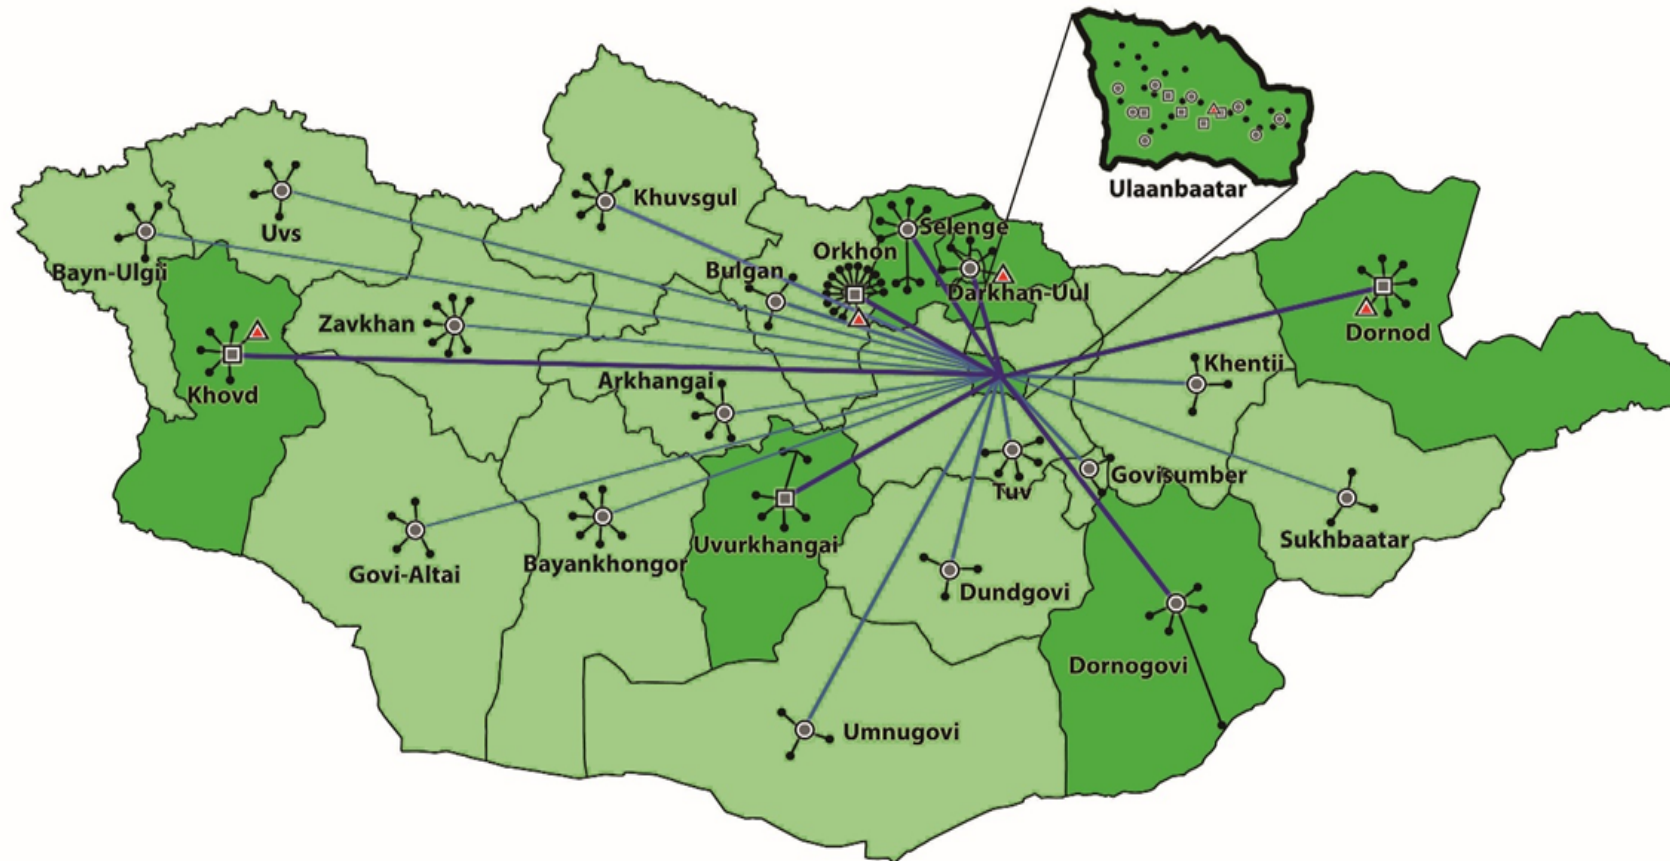 Ulaanbaatar
Khuvsgul
Selenge
Uvs
Orkhon
Bayn-Ulgii
Bulgan
Darkhan-Uul
Zavkhan
Dornod
Khentii
Arkhangai
Khovd
Govisumber
Tuv
Sukhbaatar
Uvurkhangai
Bayankhongor
Govi-Altai
Dundgovi
Dornogovi
Umnugovi